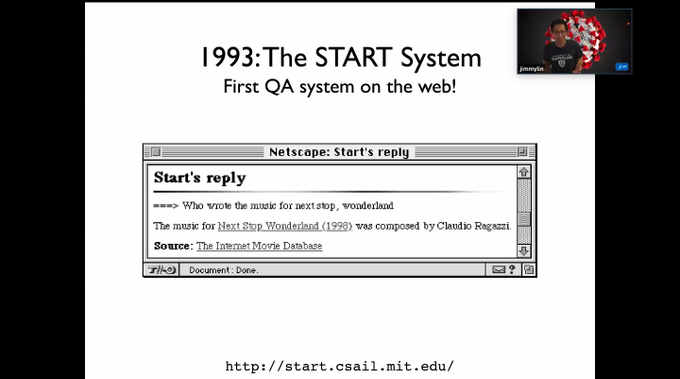 1993: The START System
First QA system on the web!
jimmylin
Netscape: Start's reply
Start's reply
===> Who wrote the music for next stop, wonderland
The music for Next Stop Wonderland (1998) was composed by Claudio Ragazzi.
Source: The Internet Movie Database
Document: Done.
?
http://start.csail.mit.edu/